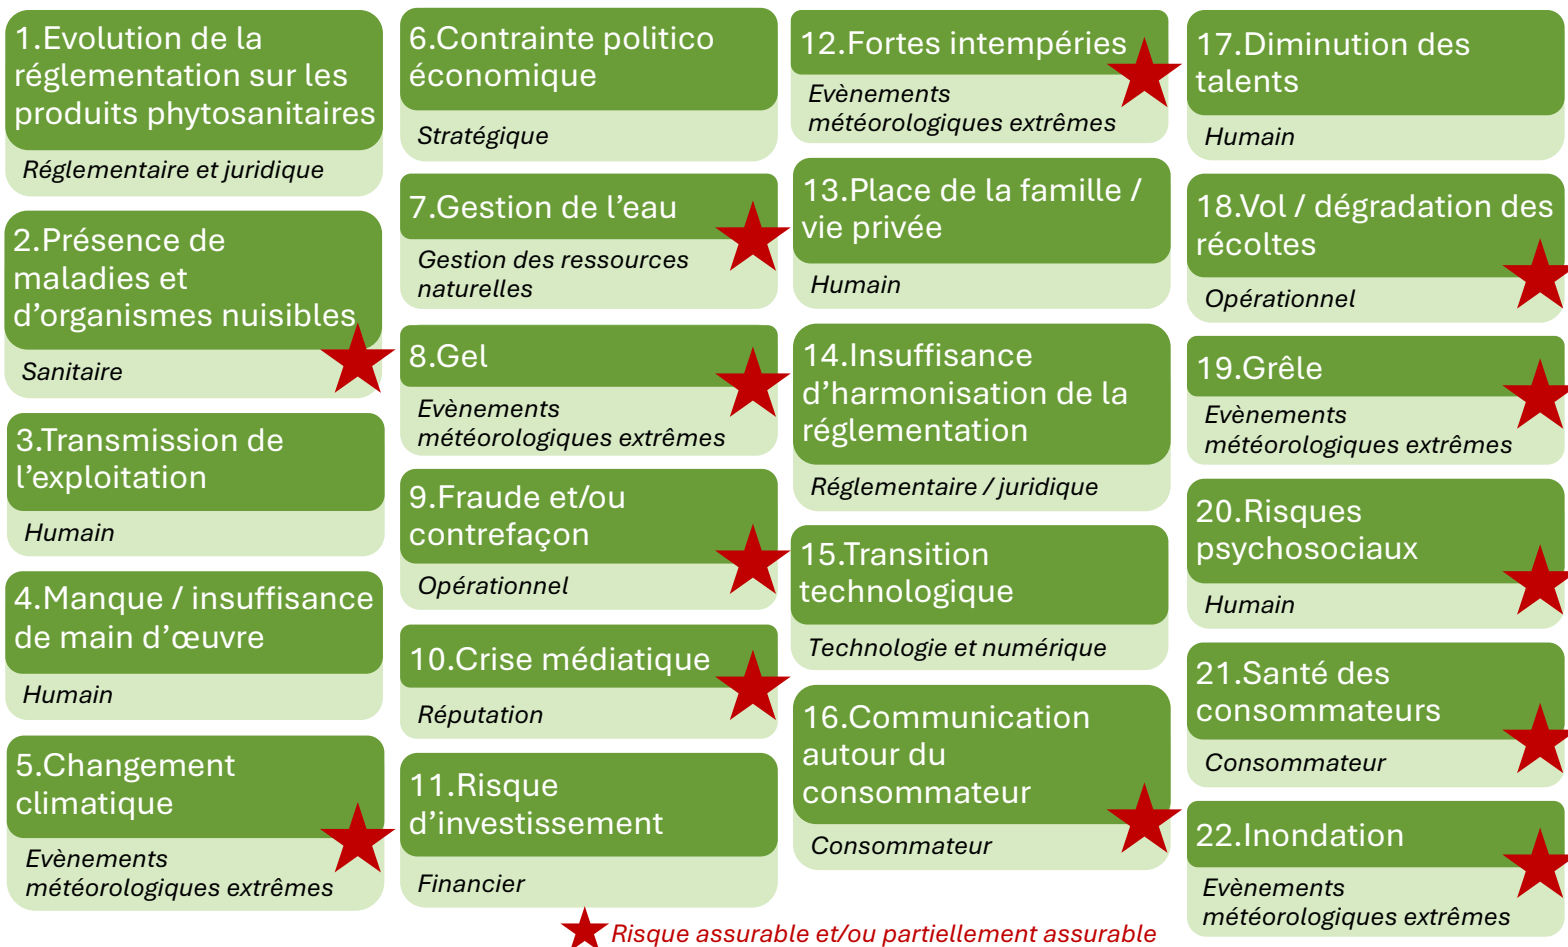 1.Evolution de la
réglementation sur les
produits phytosanitaires
Réglementaire et juridique
2.Présence de
maladies et
d’organismes nuisibles
Sanitaire
3.Transmission de
l’exploitation
Humain
4.Manque / insuffisance
de main d’œuvre
Humain
5.Changement
climatique
Evènements
météorologiques extrêmes
6.Contrainte politico
économique
Stratégique
7.Gestion de l’eau
Gestion des ressources
naturelles
8.Gel
Evènements
météorologiques extrêmes
9.Fraude et/ou
contrefaçon
Opérationnel
10.Crise médiatique
Réputation
11.Risque
d’investissement
Financier
12.Fortes intempéries
Evènements
météorologiques extrêmes
13.Place de la famille /
vie privée
Humain
14.Insuffisance
d’harmonisation de la
réglementation
Réglementaire / juridique
15.Transition
technologique
Technologie et numérique
16.Communication
autour du
consommateur
Consommateur
17.Diminution des
talents
Humain
18.Vol / dégradation des
récoltes
Opérationnel
19.Grêle
Evènements
météorologiques extrêmes
20.Risques
psychosociaux
Humain
21.Santé des
consommateurs
Consommateur
22.Inondation
Evènements
météorologiques extrêmes
Risque assurable et/ou partiellement assurable